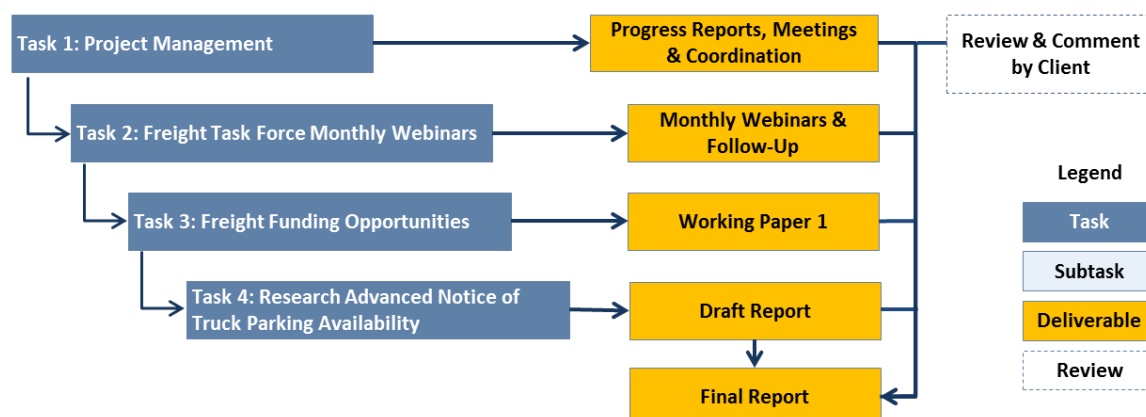 Task 1: Project Management
Progress Reports, Meetings
& Coordination
Review & Comment
by Client
Task 2: Freight Task Force Monthly Webinars
Monthly Webinars &
Follow-Up
Legend
Task 3: Freight Funding Opportunities
Working Paper 1
Task
Subtask
Task 4: Research Advanced Notice of
Truck Parking Availability
Draft Report
Deliverable
Final Report
Review